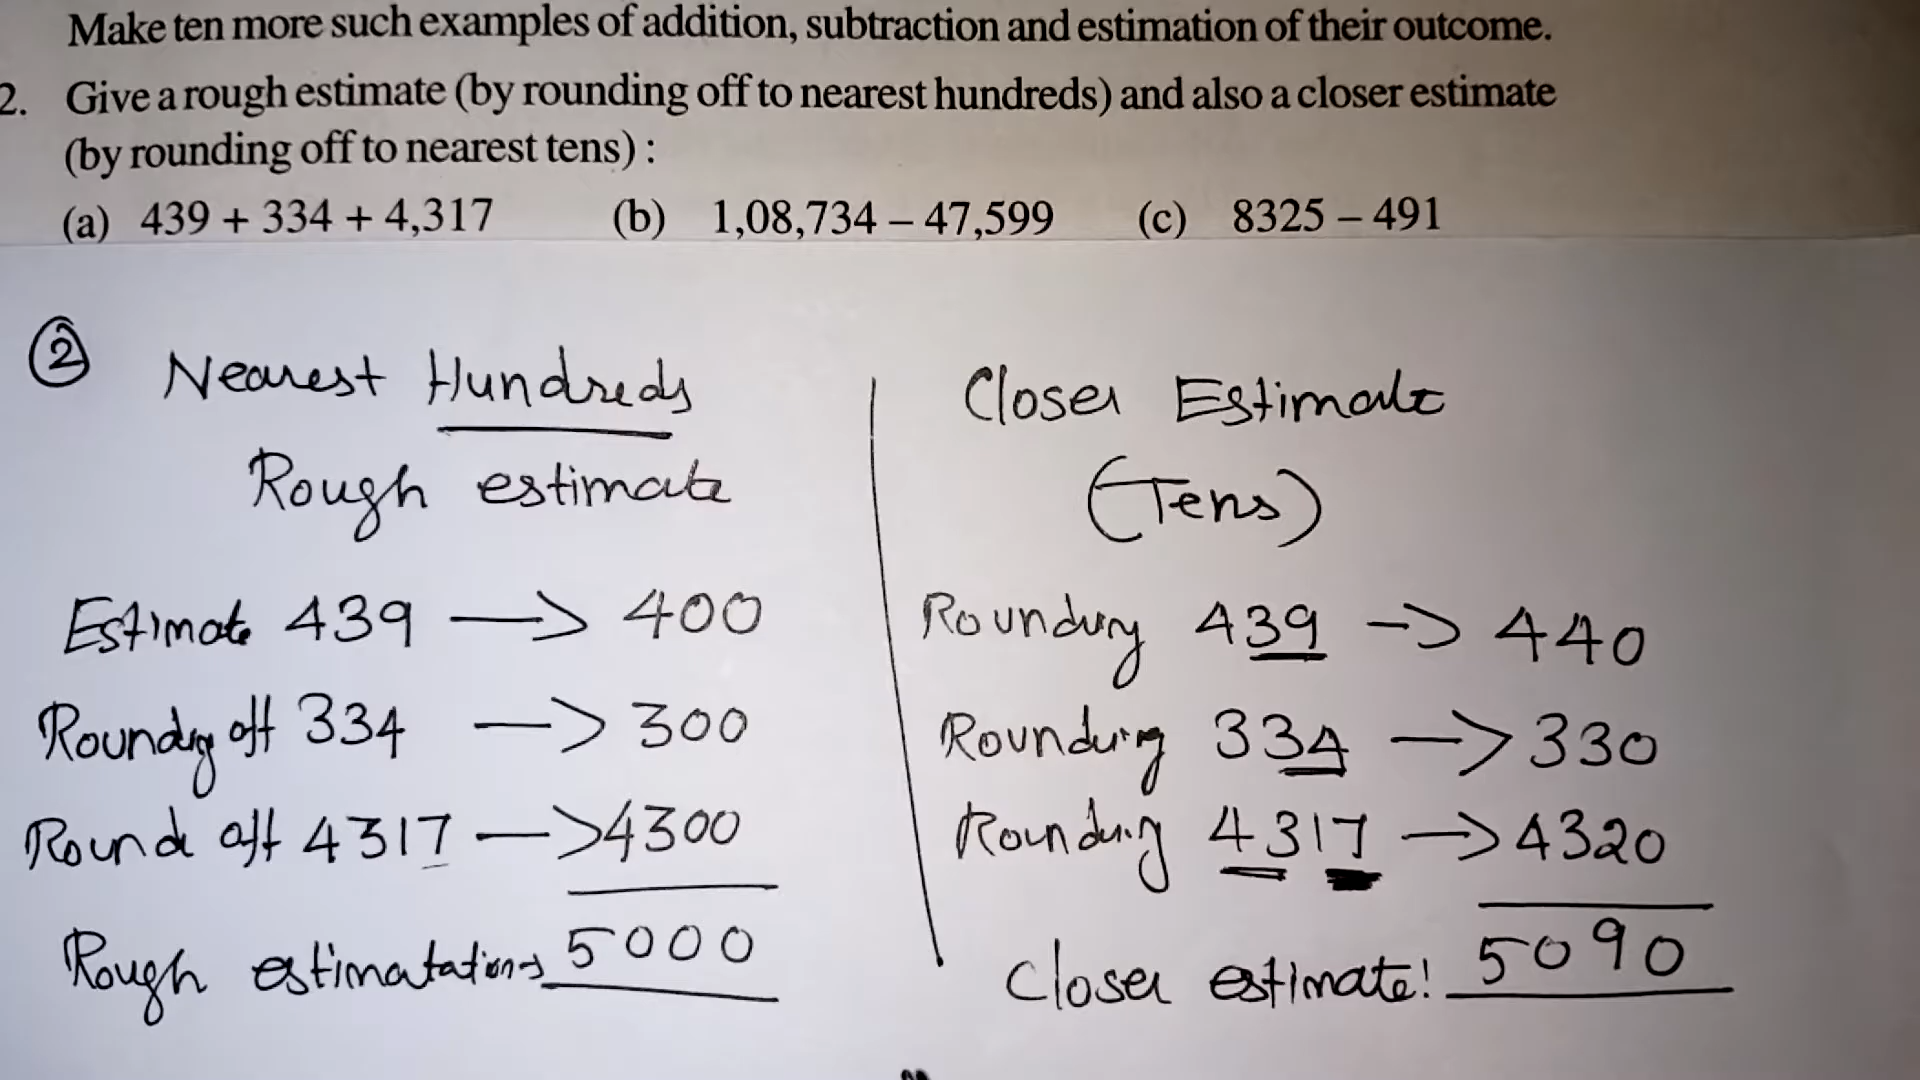 Make ten more such examples of addition, subtraction and estimation of their outcome.
2. Give a rough estimate (by rounding off to nearest hundreds) and also a closer estimate
(by rounding off to nearest tens) :
(a) 439 + 334 + 4,317 (b) 1,08,734 – 47,599 (c) 8325 – 491
② Nearest Hundreds
Rough estimate
Estimate 439 —> 400
Rounding off 334 —> 300
Round off 4317 —> 4300
Rough estimatations 5000
Closer Estimate
(Tens)
Rounding 439 -> 440
Rounding 334 —> 330
Rounding 4317 —> 4320
Closer estimate! 5090